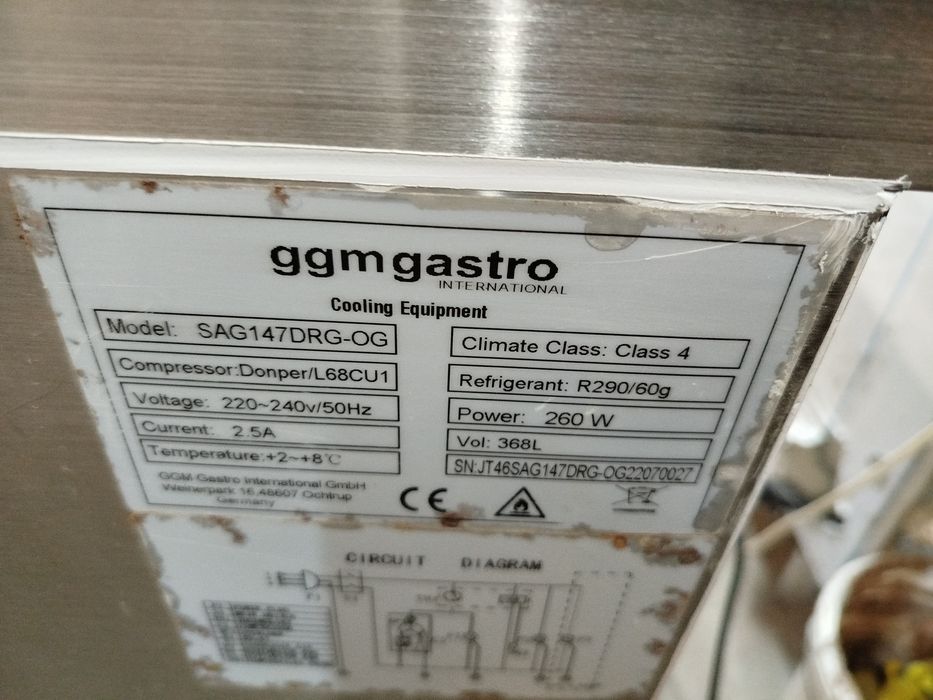 ggmgastro
INTERNATIONAL
Cooling Equipment
Model: SAG147DRG-OG
Compressor:Donper/L68CU1
Voltage: 220~240v/50Hz
Current: 2.5A
Temperature:+2~+8℃
Climate Class: Class 4
Refrigerant: R290/60g
Power: 260 W
Vol: 368L
SN:JT46SAG147DRG-OG22070027
GGM Gastro International GmbH
Weinerpark 16,48607 Ochtrup
Germany
CE
CIRCUIT DIAGRAM